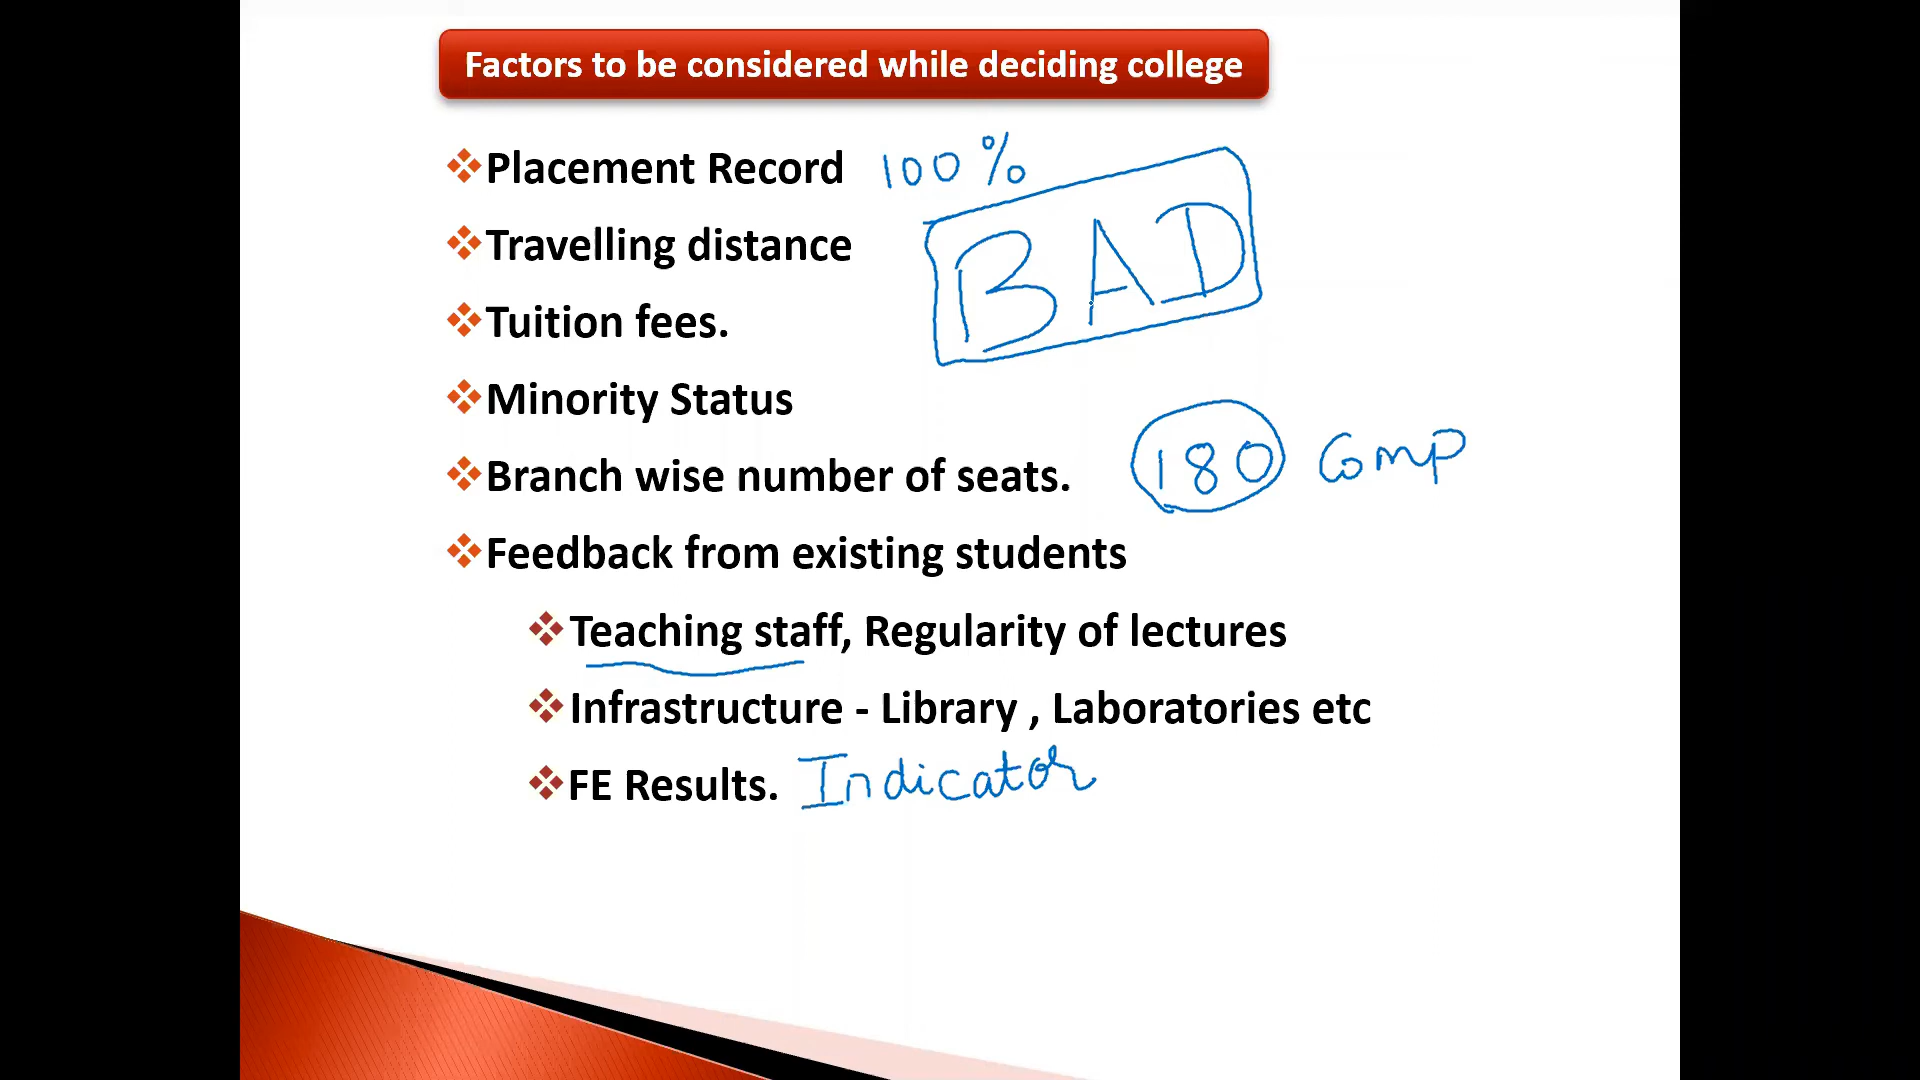 Factors to be considered while deciding college
Placement Record 100%
BAD
Travelling distance
Tuition fees.
Minority Status
Branch wise number of seats. 180 Comp
Feedback from existing students
Teaching staff, Regularity of lectures
Infrastructure - Library , Laboratories etc
FE Results. Indicator